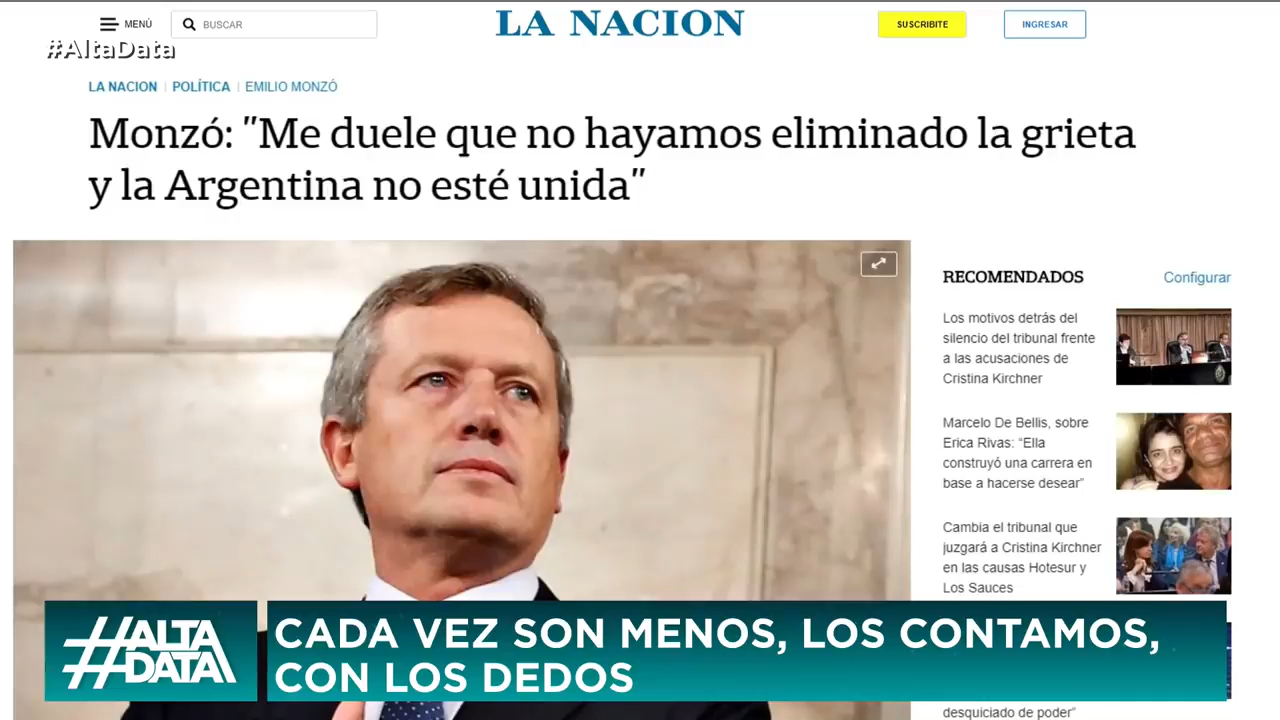 MENÚ
BUSCAR
LA NACION
SUSCRIBITE
INGRESAR
#AltaData
LA NACION | POLÍTICA | EMILIO MONZÓ
Monzó: "Me duele que no hayamos eliminado la grieta
y la Argentina no esté unida"
RECOMENDADOS
Configurar
Los motivos detrás del
silencio del tribunal frente
a las acusaciones de
Cristina Kirchner
Marcelo De Bellis, sobre
Erica Rivas: “Ella
construyó una carrera en
base a hacerse desear”
Cambia el tribunal que
juzgará a Cristina Kirchner
en las causas Hotesur y
Los Sauces
desquiciado de poder”
#ALTA
DATA
CADA VEZ SON MENOS, LOS CONTAMOS,
CON LOS DEDOS